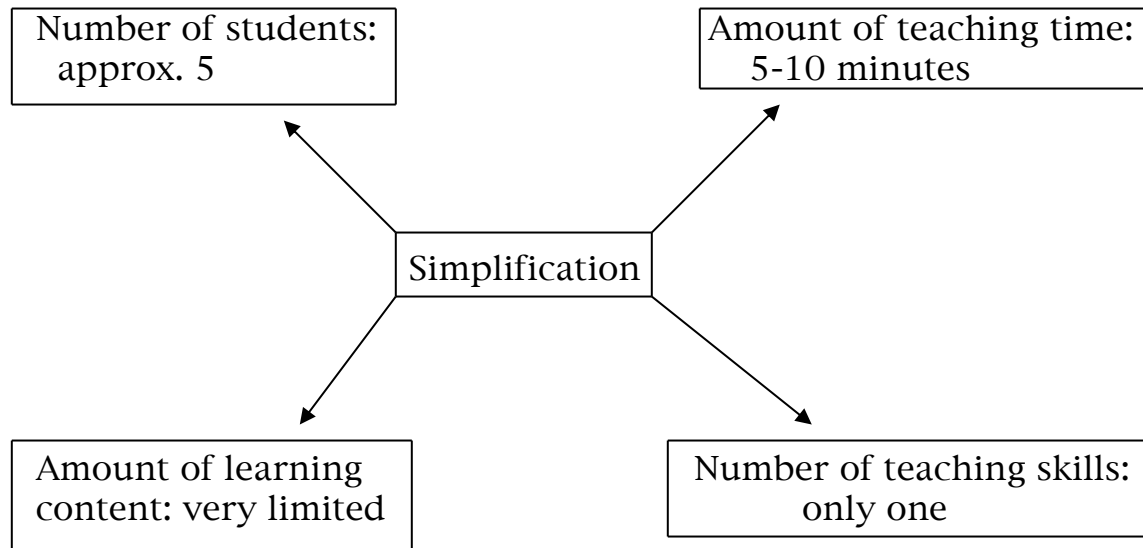 Number of students:
approx. 5
Amount of teaching time:
5-10 minutes
Simplification
Amount of learning
content: very limited
Number of teaching skills:
only one